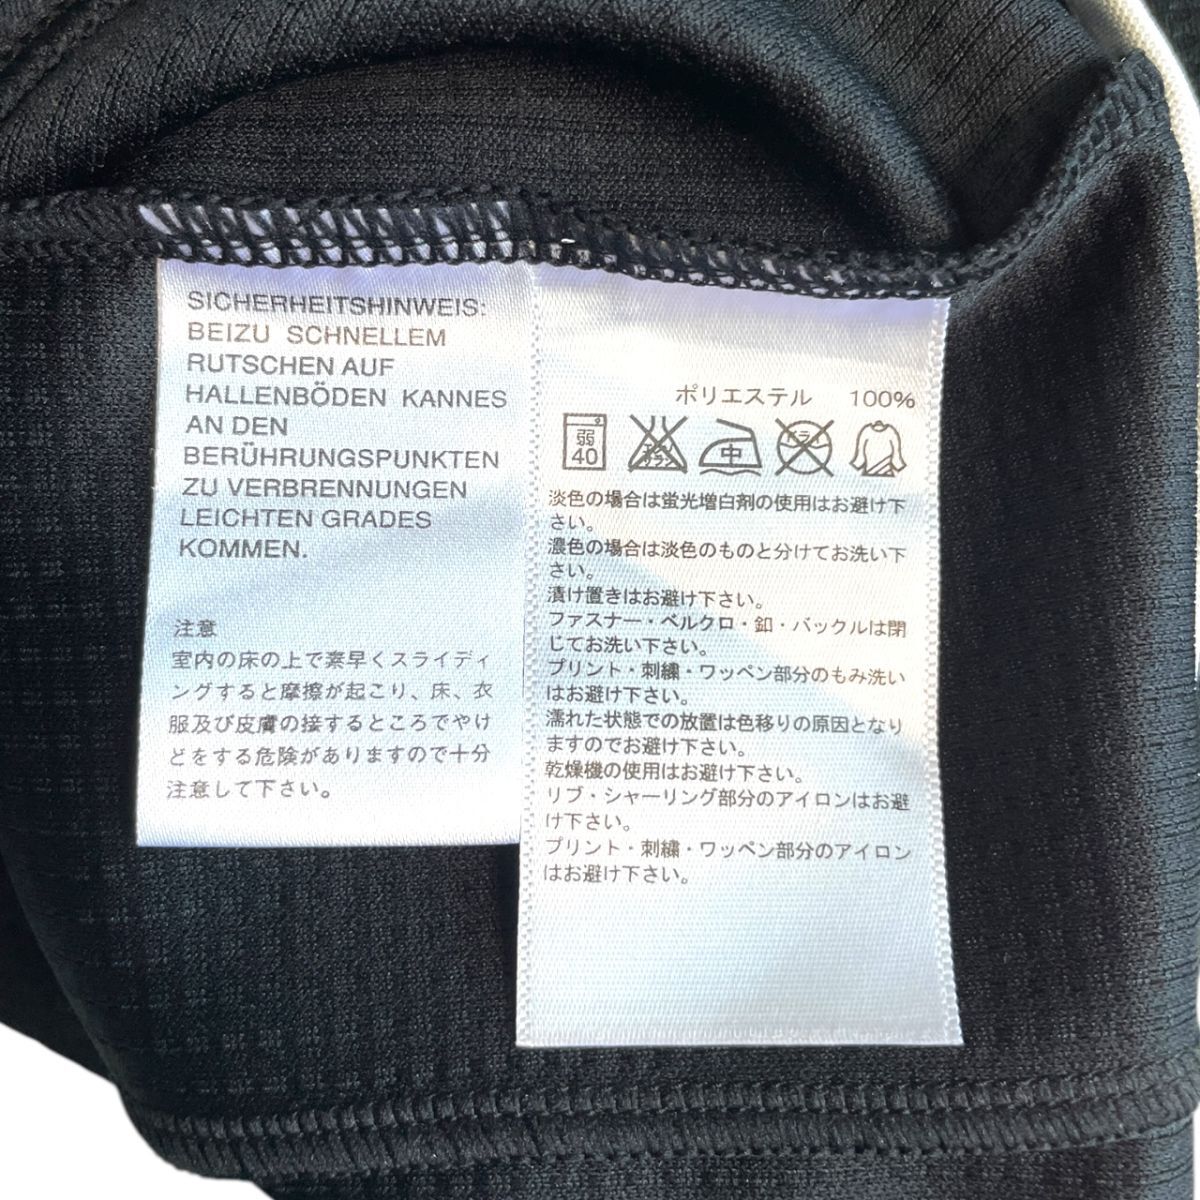 SICHERHEITSHINWEIS:
BEIZU SCHNELLEM
RUTSCHEN AUF
HALLENBÖDEN KANNES
AN DEN
BERÜHRUNGSPUNKTEN
ZU VERBRENNUNGEN
LEICHTEN GRADES
KOMMEN.
注意
室内の床の上で素早くスライディ
ングすると摩擦が起こり、床、衣
服及び皮膚の接するところでやけ
どをする危険がありますので十分
注意して下さい。
ポリエステル 100%
弱
40
中
淡色の場合は蛍光増白剤の使用はお避け下
さい。
濃色の場合は淡色のものと分けてお洗い下
さい。
漬け置きはお避け下さい。
ファスナー・ベルクロ・釦・バックルは閉
じてお洗い下さい。
プリント・刺繍・ワッペン部分のもみ洗い
はお避け下さい。
濡れた状態での放置は色移りの原因となり
ますのでお避け下さい。
乾燥機の使用はお避け下さい。
リブ・シャーリング部分のアイロンはお避
け下さい。
プリント・刺繍・ワッペン部分のアイロン
はお避け下さい。